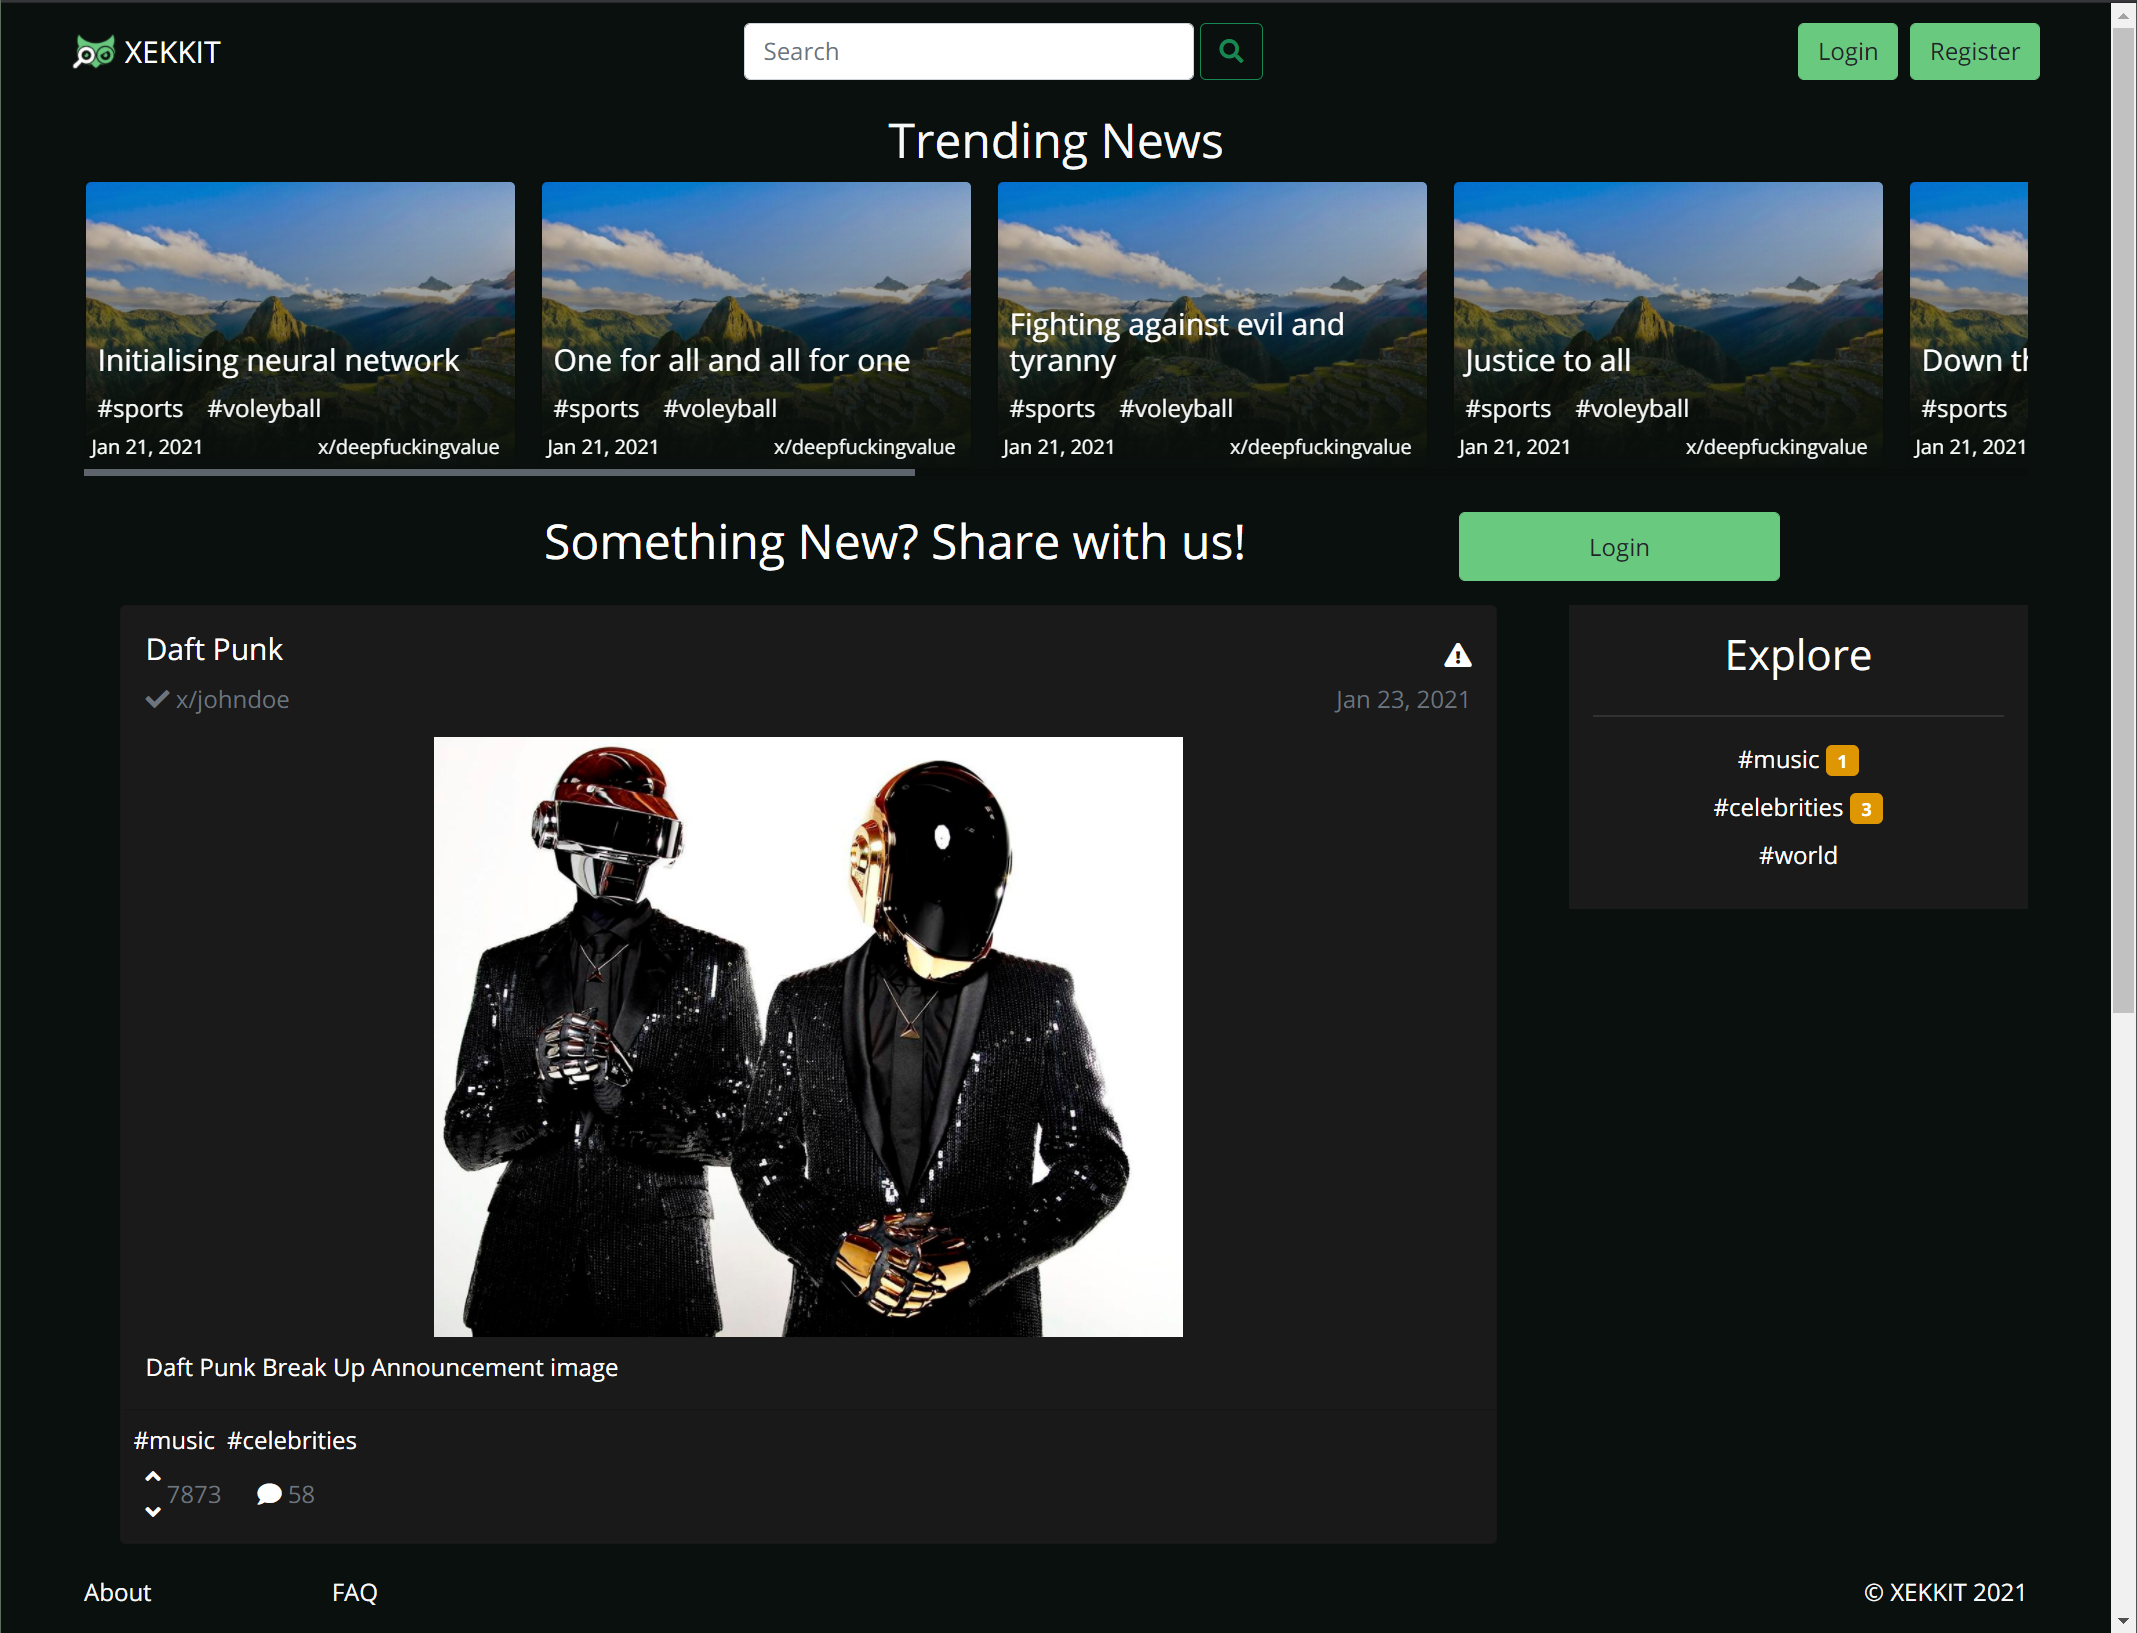 XEKKIT
Search
Login
Register
Trending News
Initialising neural network
#sports #voleyball
Jan 21, 2021 x/deepfuckingvalue
One for all and all for one
#sports #voleyball
Jan 21, 2021 x/deepfuckingvalue
Fighting against evil and
tyranny
#sports #voleyball
Jan 21, 2021 x/deepfuckingvalue
Justice to all
#sports #voleyball
Jan 21, 2021 x/deepfuckingvalue
Down
#sports
Jan 21, 2021
Something New? Share with us!
Login
Daft Punk
x/johndoe
Jan 23, 2021
Daft Punk Break Up Announcement image
#music #celebrities
7873 58
Explore
#music 1
#celebrities 3
#world
About
FAQ
© XEKKIT 2021